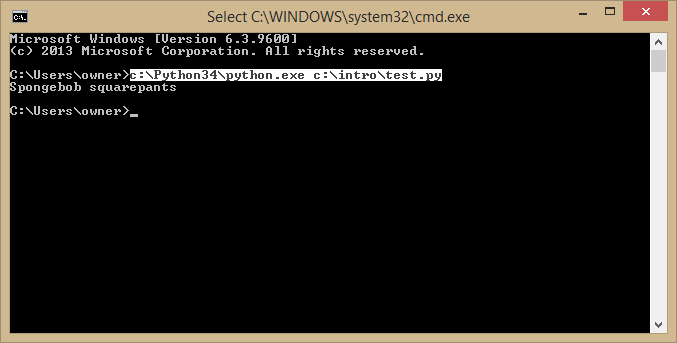 Select C:\WINDOWS\system32\cmd.exe
Microsoft Windows [Version 6.3.9600]
(c) 2013 Microsoft Corporation. All rights reserved.
C:\Users\owner>c:\Python34\python.exe c:\intro\test.py
Spongebob squarepants
C:\Users\owner>_